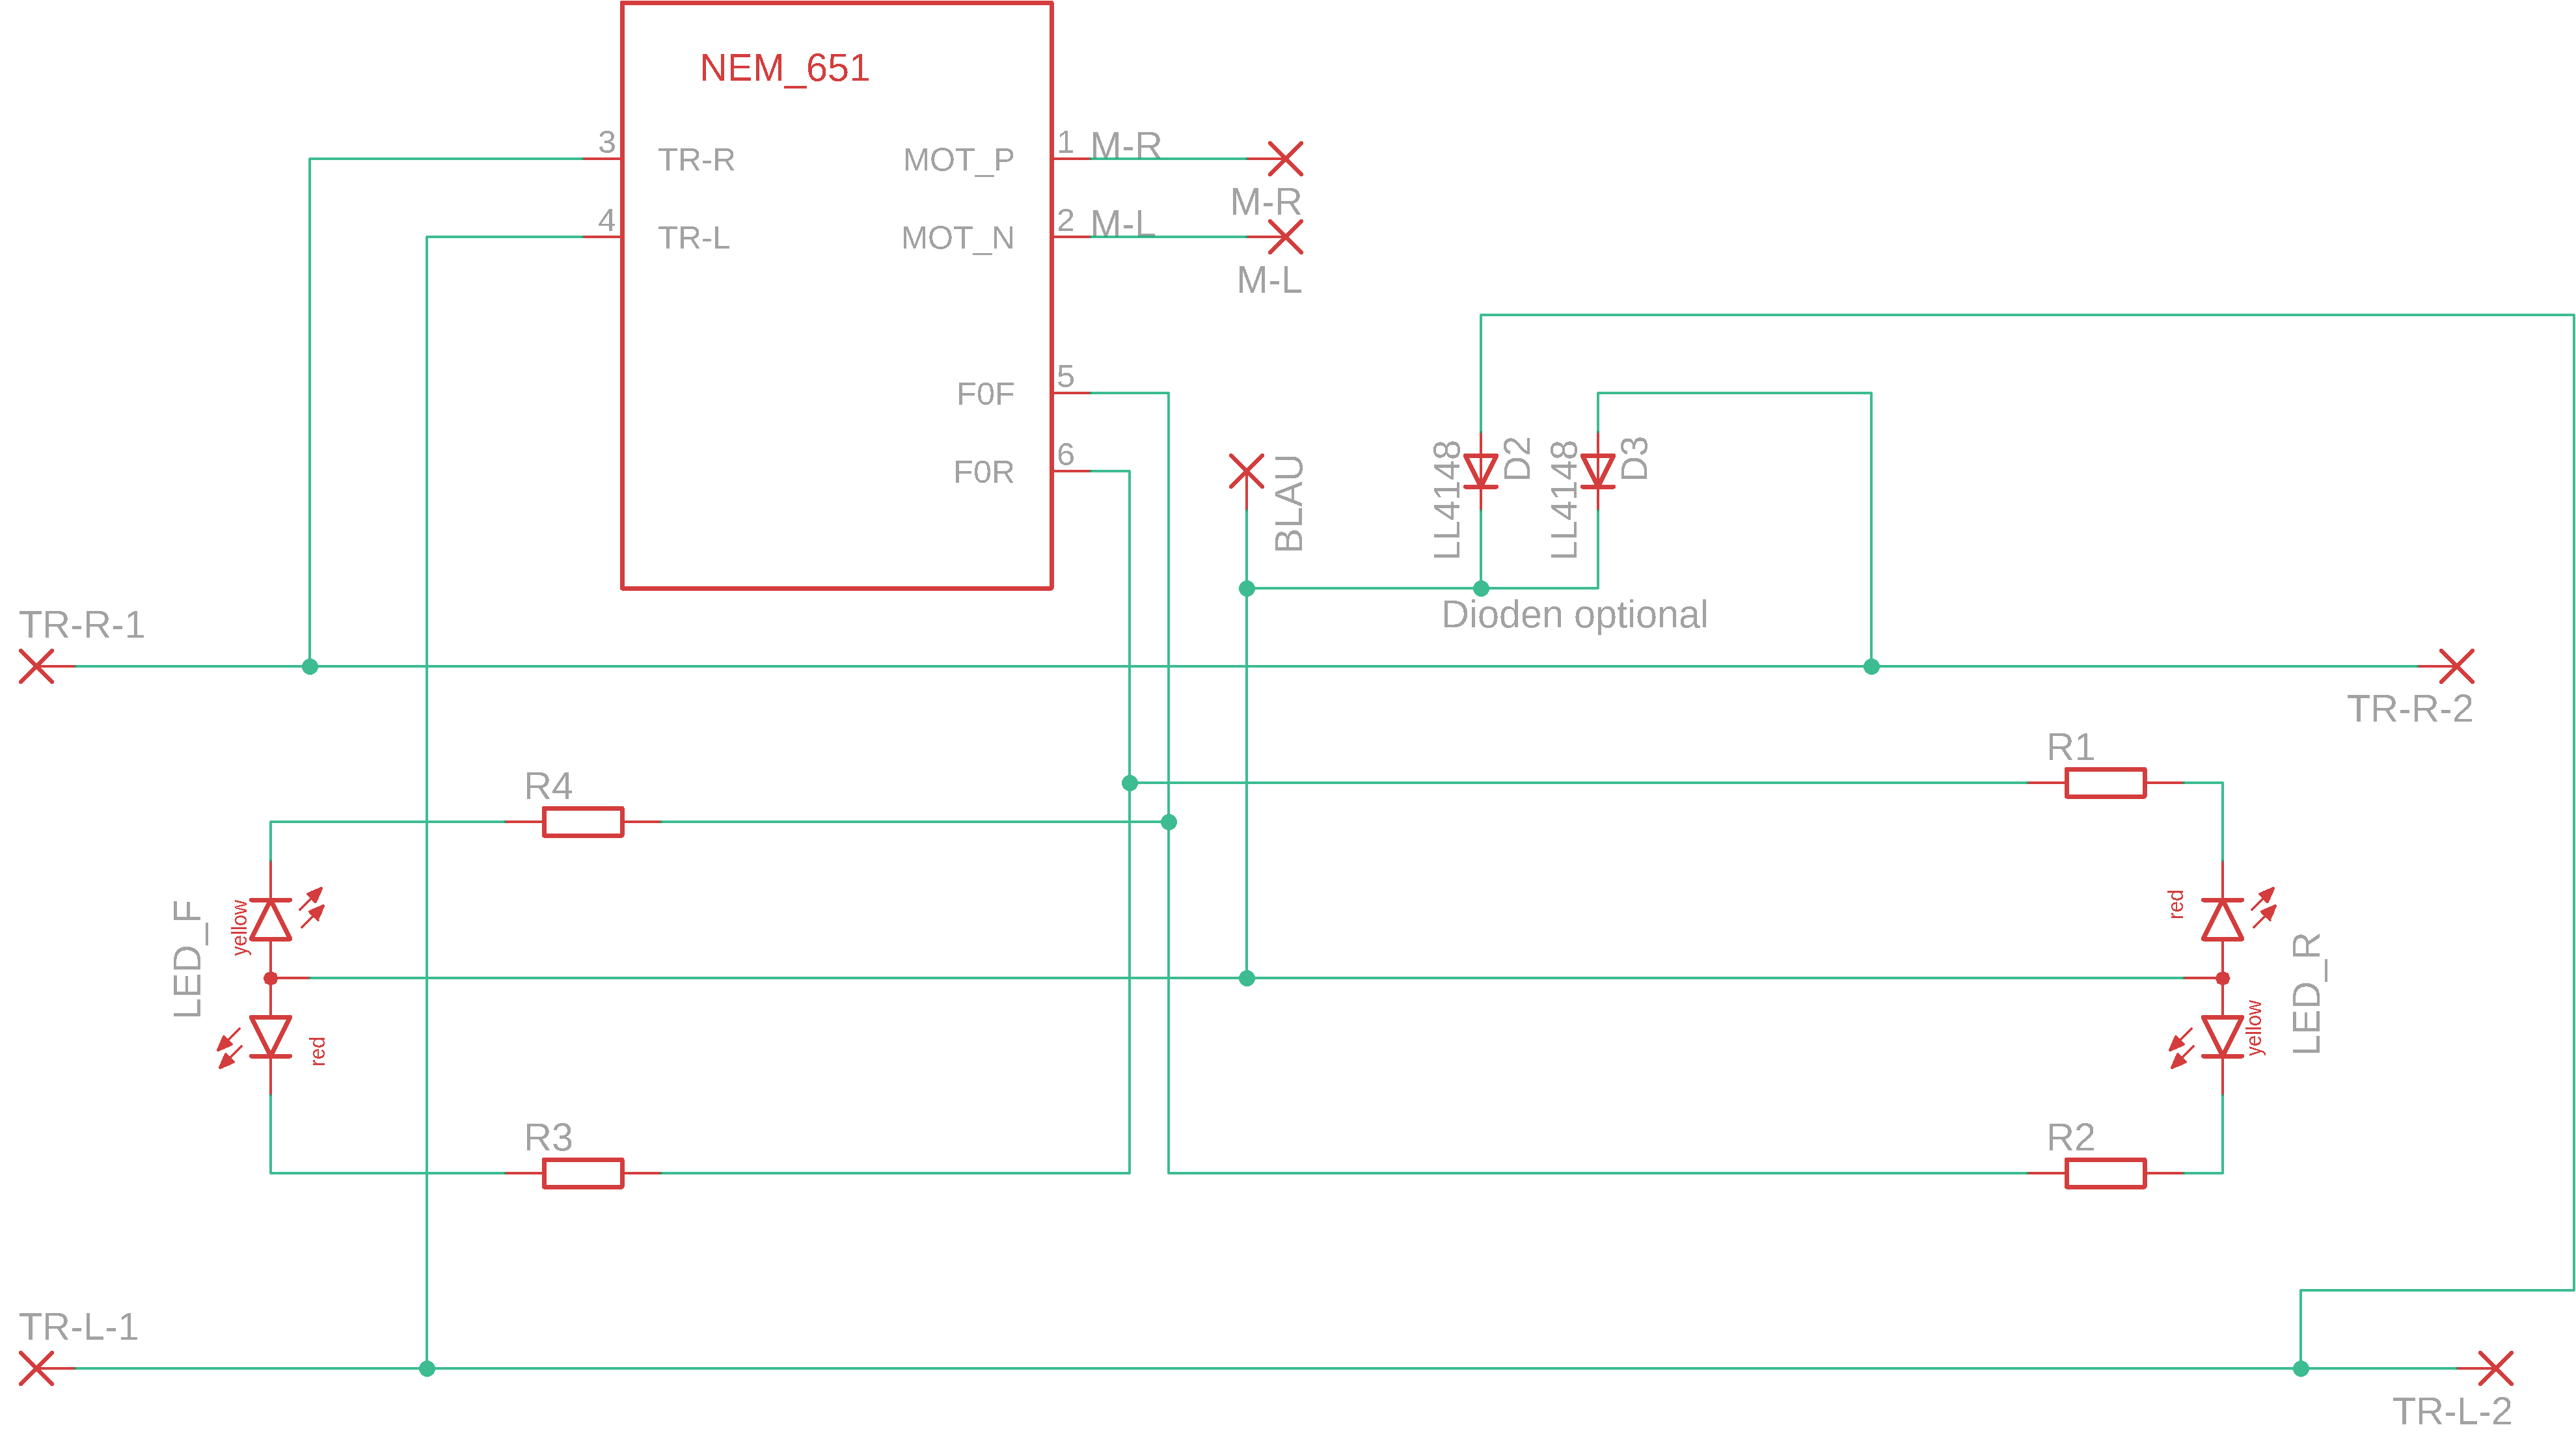 NEM_651
3 TR-R MOT_P 1 M-R
M-R
4 TR-L MOT_N 2 M-L
M-L
F0F 5
F0R 6
BLAU
LL4148 D2
LL4148 D3
Dioden optional
TR-R-1
TR-R-2
R1
R4
LED_F
yellow
red
red
yellow
LED_R
R3
R2
TR-L-1
TR-L-2